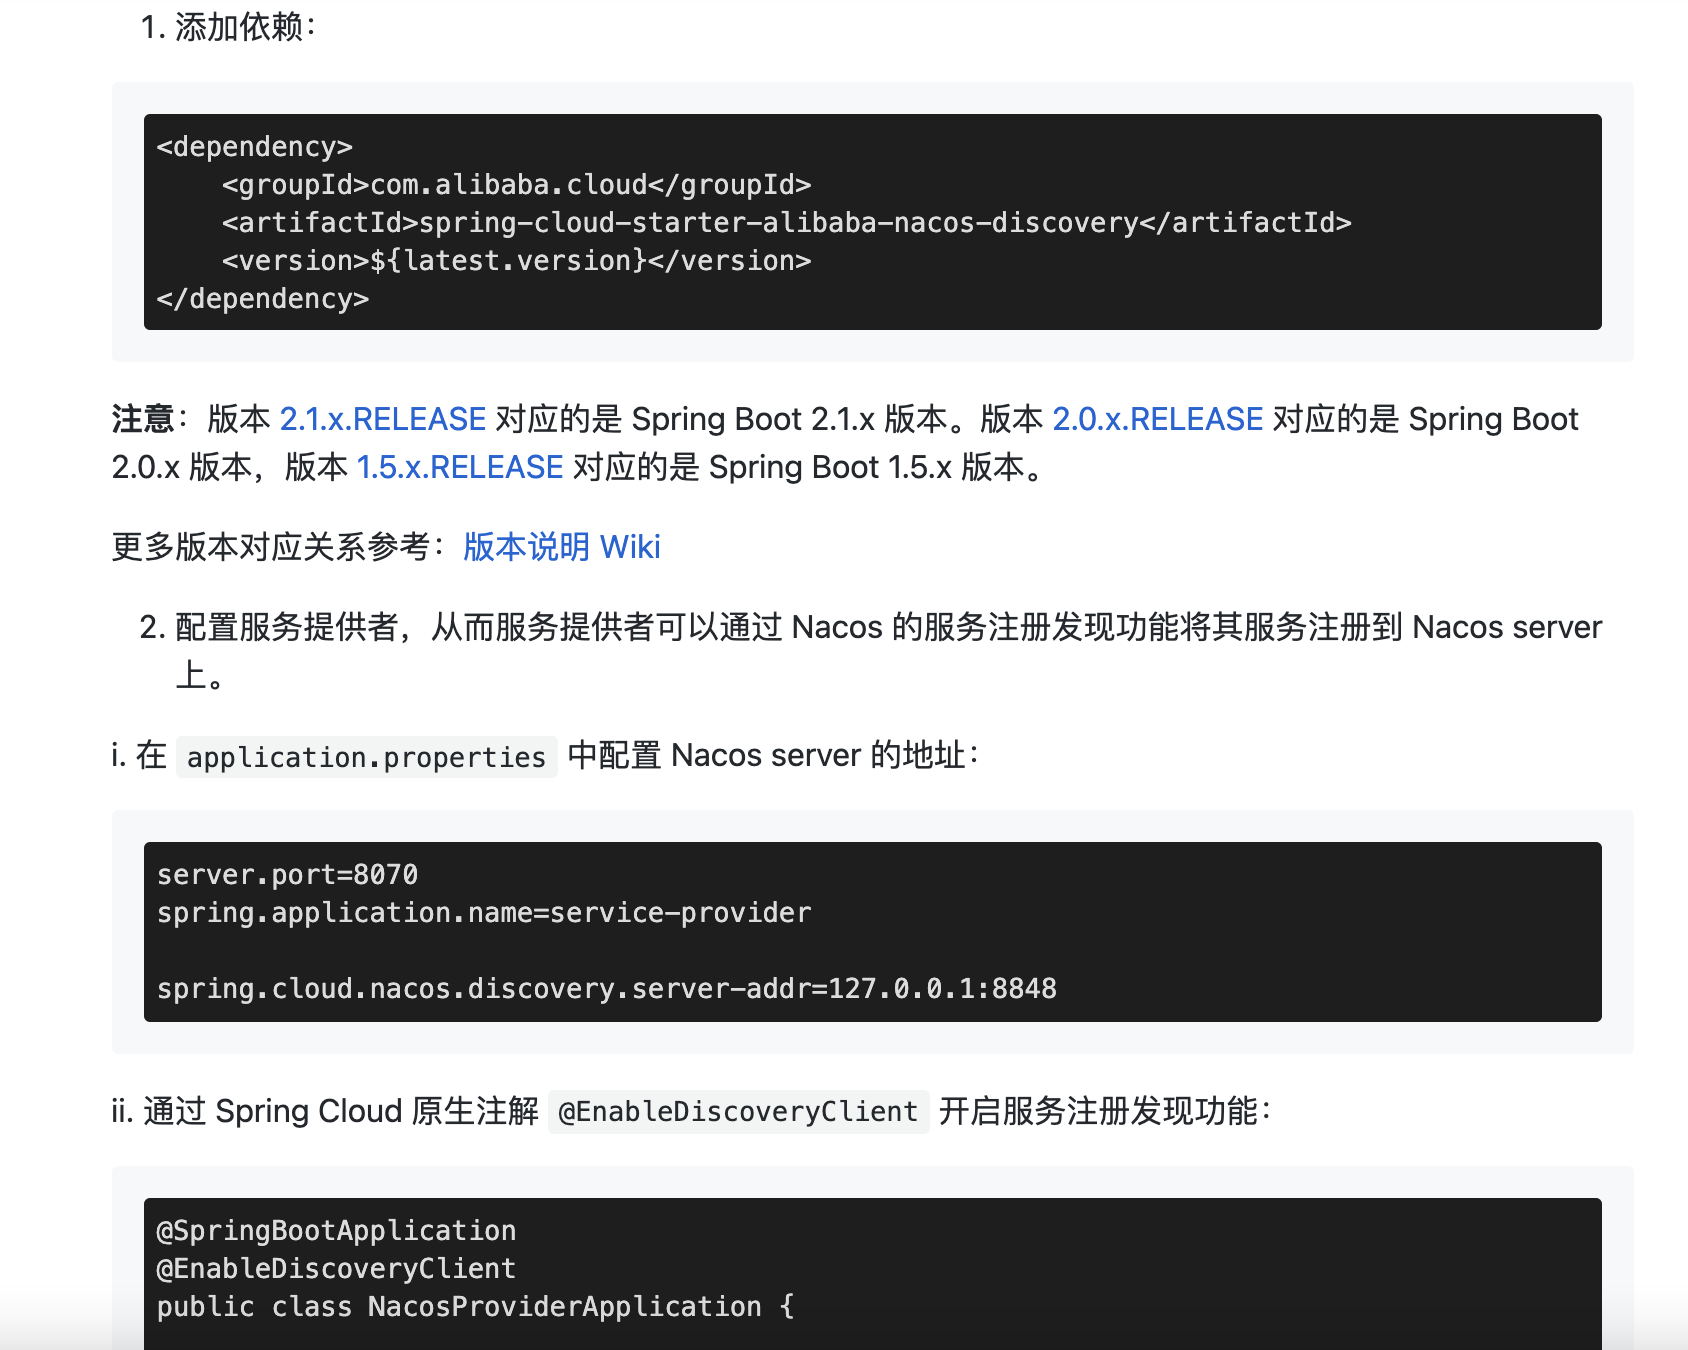 1. 添加依赖：
<dependency>
    <groupId>com.alibaba.cloud</groupId>
    <artifactId>spring-cloud-starter-alibaba-nacos-discovery</artifactId>
    <version>${latest.version}</version>
</dependency>
注意：版本 2.1.x.RELEASE 对应的是 Spring Boot 2.1.x 版本。版本 2.0.x.RELEASE 对应的是 Spring Boot
2.0.x 版本，版本 1.5.x.RELEASE 对应的是 Spring Boot 1.5.x 版本。
更多版本对应关系参考：版本说明 Wiki
2. 配置服务提供者，从而服务提供者可以通过 Nacos 的服务注册发现功能将其服务注册到 Nacos server
上。
i. 在 application.properties 中配置 Nacos server 的地址：
server.port=8070
spring.application.name=service-provider
spring.cloud.nacos.discovery.server-addr=127.0.0.1:8848
ii. 通过 Spring Cloud 原生注解 @EnableDiscoveryClient 开启服务注册发现功能：
@SpringBootApplication
@EnableDiscoveryClient
public class NacosProviderApplication {